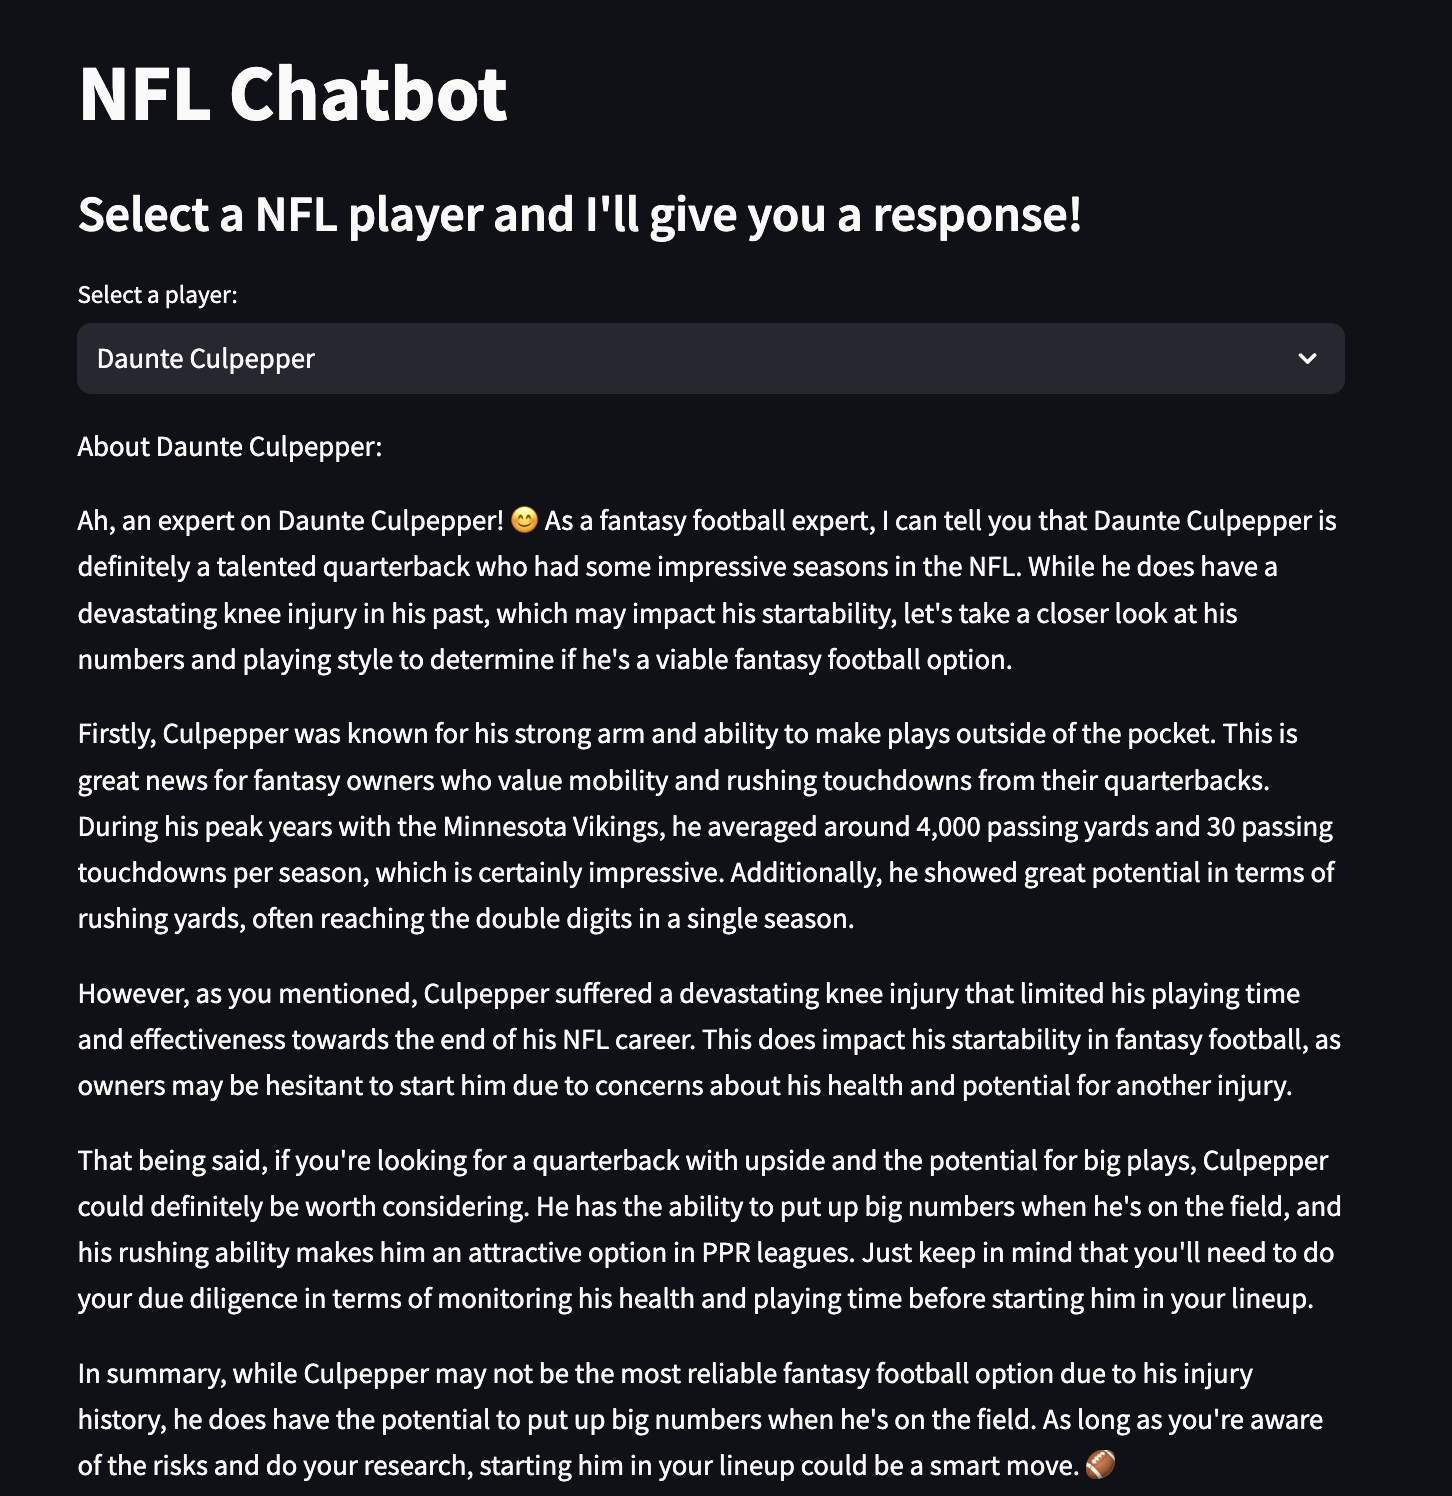 NFL Chatbot
Select a NFL player and I'll give you a response!
Select a player:
Daunte Culpepper
About Daunte Culpepper:
Ah, an expert on Daunte Culpepper! 😊 As a fantasy football expert, I can tell you that Daunte Culpepper is
definitely a talented quarterback who had some impressive seasons in the NFL. While he does have a
devastating knee injury in his past, which may impact his startability, let's take a closer look at his
numbers and playing style to determine if he's a viable fantasy football option.
Firstly, Culpepper was known for his strong arm and ability to make plays outside of the pocket. This is
great news for fantasy owners who value mobility and rushing touchdowns from their quarterbacks.
During his peak years with the Minnesota Vikings, he averaged around 4,000 passing yards and 30 passing
touchdowns per season, which is certainly impressive. Additionally, he showed great potential in terms of
rushing yards, often reaching the double digits in a single season.
However, as you mentioned, Culpepper suffered a devastating knee injury that limited his playing time
and effectiveness towards the end of his NFL career. This does impact his startability in fantasy football, as
owners may be hesitant to start him due to concerns about his health and potential for another injury.
That being said, if you're looking for a quarterback with upside and the potential for big plays, Culpepper
could definitely be worth considering. He has the ability to put up big numbers when he's on the field, and
his rushing ability makes him an attractive option in PPR leagues. Just keep in mind that you'll need to do
your due diligence in terms of monitoring his health and playing time before starting him in your lineup.
In summary, while Culpepper may not be the most reliable fantasy football option due to his injury
history, he does have the potential to put up big numbers when he's on the field. As long as you're aware
of the risks and do your research, starting him in your lineup could be a smart move. 🏈